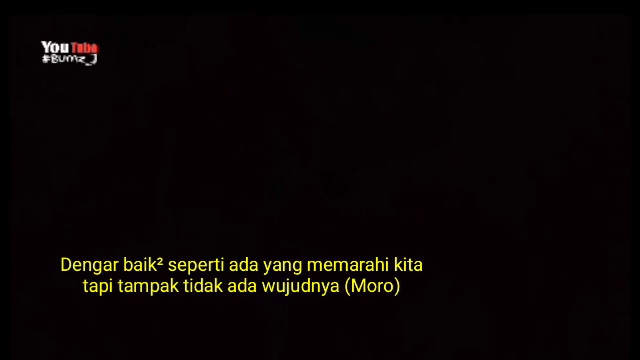 YouTube
#Bumz_J
Dengar baik² seperti ada yang memarahi kita
tapi tampak tidak ada wujudnya (Moro)